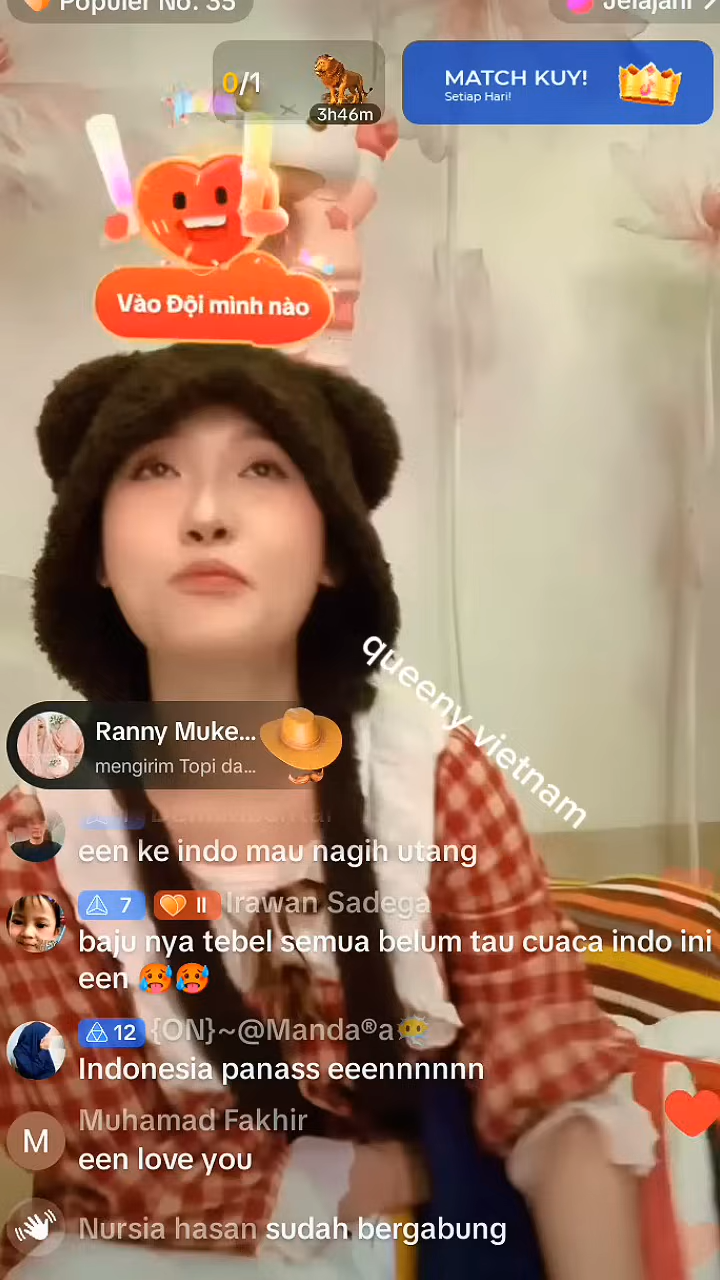 Populer No. 35
Jelajahi
0/1
3h46m
MATCH KUY!
Setiap Hari!
Vào Đội mình nào
queeny vietnam
Ranny Muke...
mengirim Topi da...
een ke indo mau nagih utang
7 II Irawan Sadega
baju nya tebel semua belum tau cuaca indo ini
een 🥵🥵
12 {ON}~@Manda®a
Indonesia panass eeennnnnn
Muhamad Fakhir
M
een love you
Nursia hasan sudah bergabung